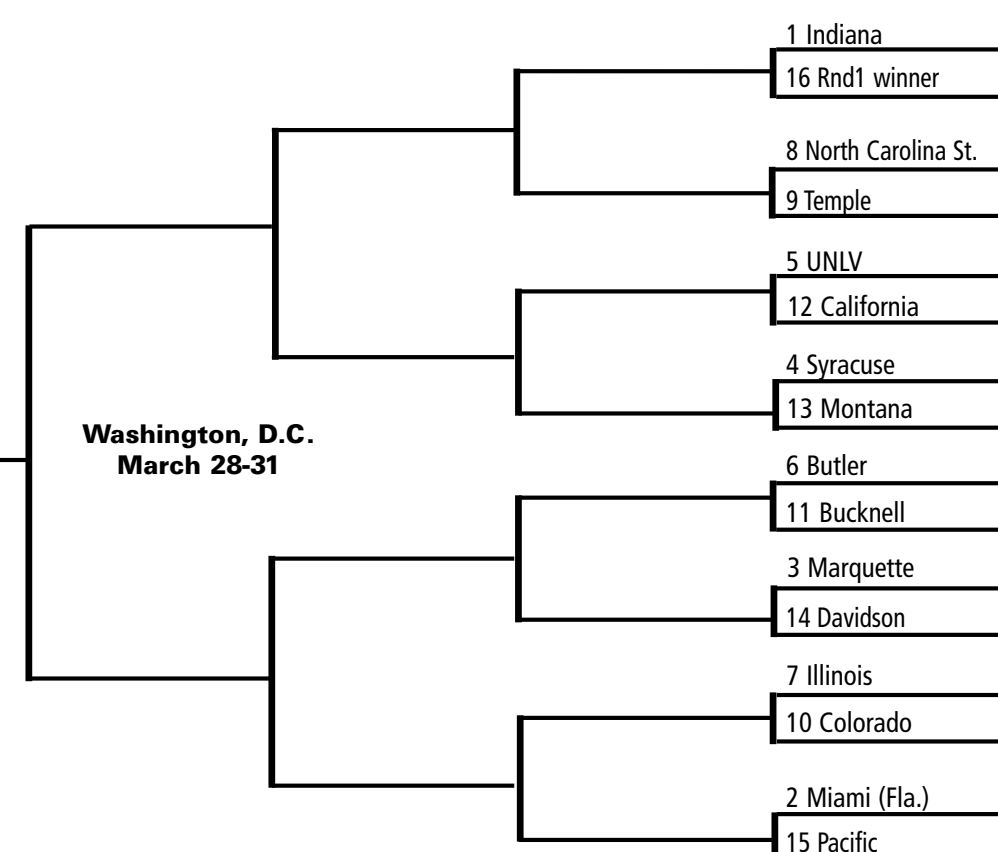 1 Indiana
16 Rnd1 winner
8 North Carolina St.
9 Temple
5 UNLV
12 California
4 Syracuse
13 Montana
Washington, D.C.
March 28-31
6 Butler
11 Bucknell
3 Marquette
14 Davidson
7 Illinois
10 Colorado
2 Miami (Fla.)
15 Pacific